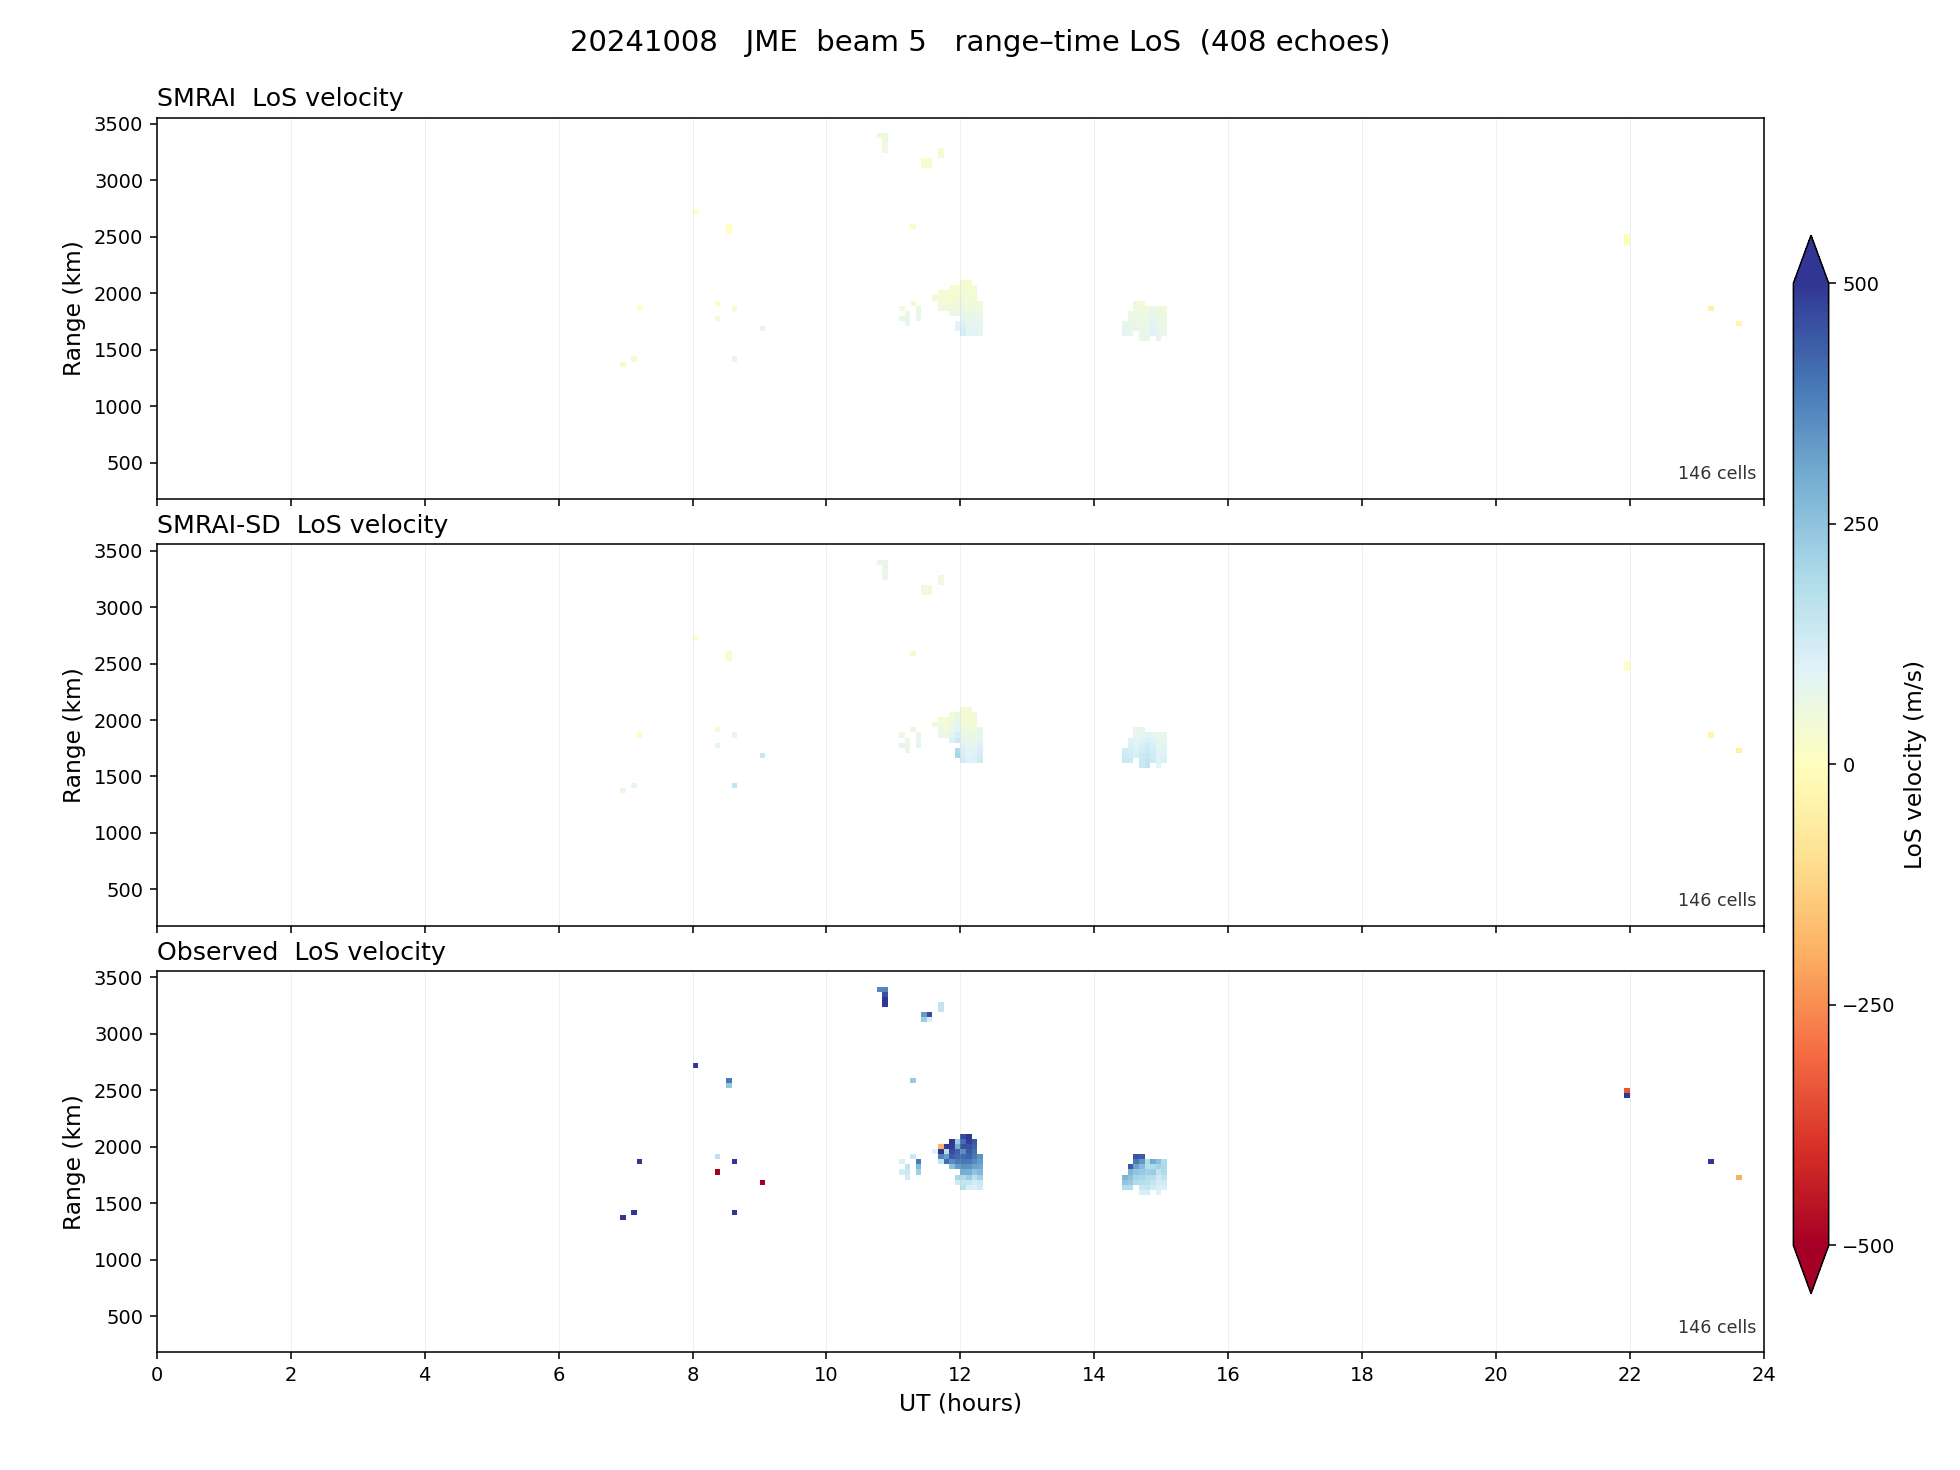 20241008   JME  beam 5   range–time LoS  (408 echoes)
SMRAI  LoS velocity
3500
3000
2500
2000
1500
1000
500
Range (km)
146 cells
SMRAI-SD  LoS velocity
3500
3000
2500
2000
1500
1000
500
Range (km)
146 cells
Observed  LoS velocity
3500
3000
2500
2000
1500
1000
500
Range (km)
146 cells
0 2 4 6 8 10 12 14 16 18 20 22 24
UT (hours)
500
250
0
−250
−500
LoS velocity (m/s)